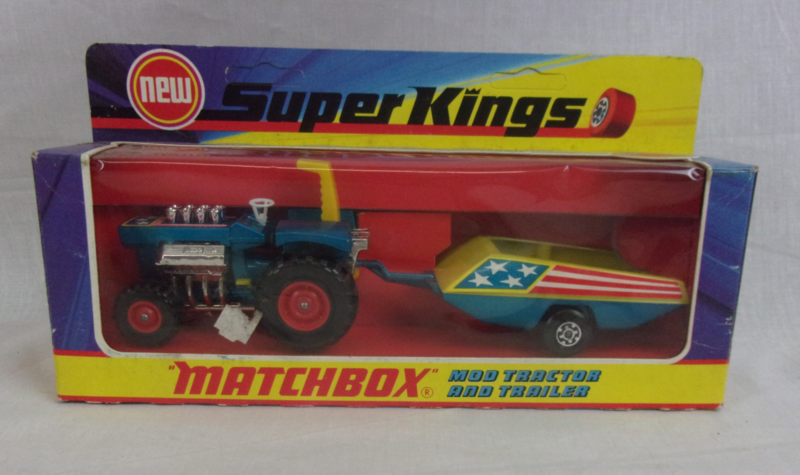 new
Super Kings
"MATCHBOX"®
MOD TRACTOR
AND TRAILER